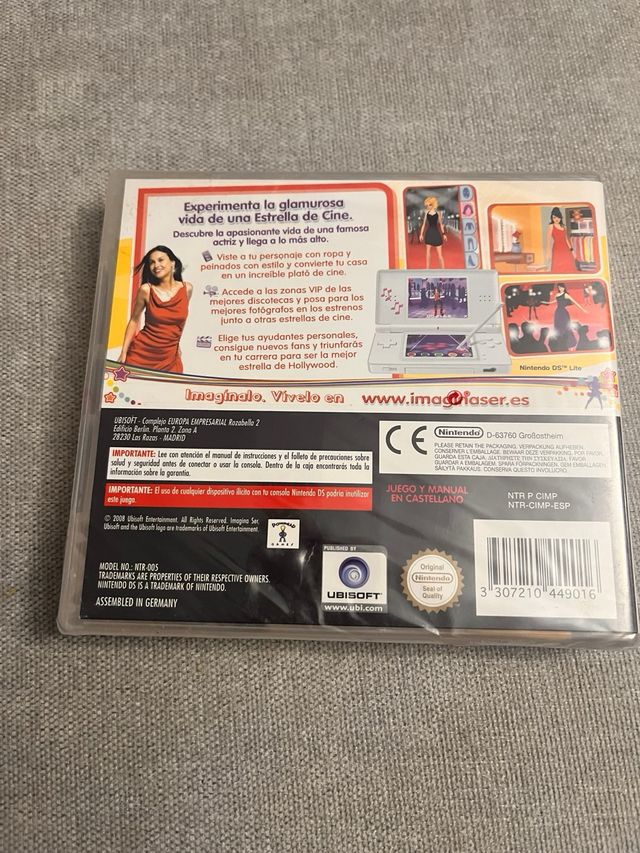 Experimenta la glamurosa
vida de una Estrella de Cine.
Descubre la apasionante vida de una famosa
actriz y llega a lo más alto.
Viste a tu personaje con ropa y
peinados con estilo y convierte tu casa
en un increíble plató de cine.
Accede a las zonas VIP de las
mejores discotecas y posa para los
mejores fotógrafos en los estrenos
junto a otras estrellas de cine.
Elige tus ayudantes personales,
consigue nuevos fans y triunfarás
en tu carrera para ser la mejor
estrella de Hollywood.
Nintendo DS™ Lite
Imagínalo. Vívelo en www.imaginaser.es
UBISOFT - Complejo EUROPA EMPRESARIAL Rozabella 2
Edificio Berlín. Planta 2. Zona A
28230 Las Rozas - MADRID
IMPORTANTE: Lee con atención el manual de instrucciones y el folleto de precauciones sobre
salud y seguridad antes de conectar o usar la consola. Dentro de la caja encontrarás toda la
información sobre la garantía.
IMPORTANTE: El uso de cualquier dispositivo ilícito con tu consola Nintendo DS podría inutilizar
este juego.
© 2008 Ubisoft Entertainment. All Rights Reserved. Imagina Ser,
Ubisoft and the Ubisoft logo are trademarks of Ubisoft Entertainment.
MODEL NO.: NTR-005
TRADEMARKS ARE PROPERTIES OF THEIR RESPECTIVE OWNERS.
NINTENDO DS IS A TRADEMARK OF NINTENDO.
ASSEMBLED IN GERMANY
GAMES
PUBLISHED BY
UBISOFT
www.ubi.com
CE
Nintendo D-63760 Großostheim
PLEASE RETAIN THE PACKAGING. VERPACKUNG AUFHEBEN.
CONSERVER L'EMBALLAGE. BEWAAR DEZE VERPAKKING. POR FAVOR,
GUARDAR ESTA CAJA. ΔΙΑΤΗΡΗΣΤΕ ΤΗΝ ΣΥΣΚΕΥΑΣΙΑ. FAVOR
GUARDAR A EMBALAGEM. SPARA FÖRPACKNINGEN. GEM EMBALLAGEN.
SÄILYTÄ PAKKAUS. CONSERVA QUESTO INVOLUCRO.
JUEGO Y MANUAL
EN CASTELLANO
NTR P CIMP
NTR-CIMP-ESP
Original
Nintendo
Seal of
Quality
3 307210 449016